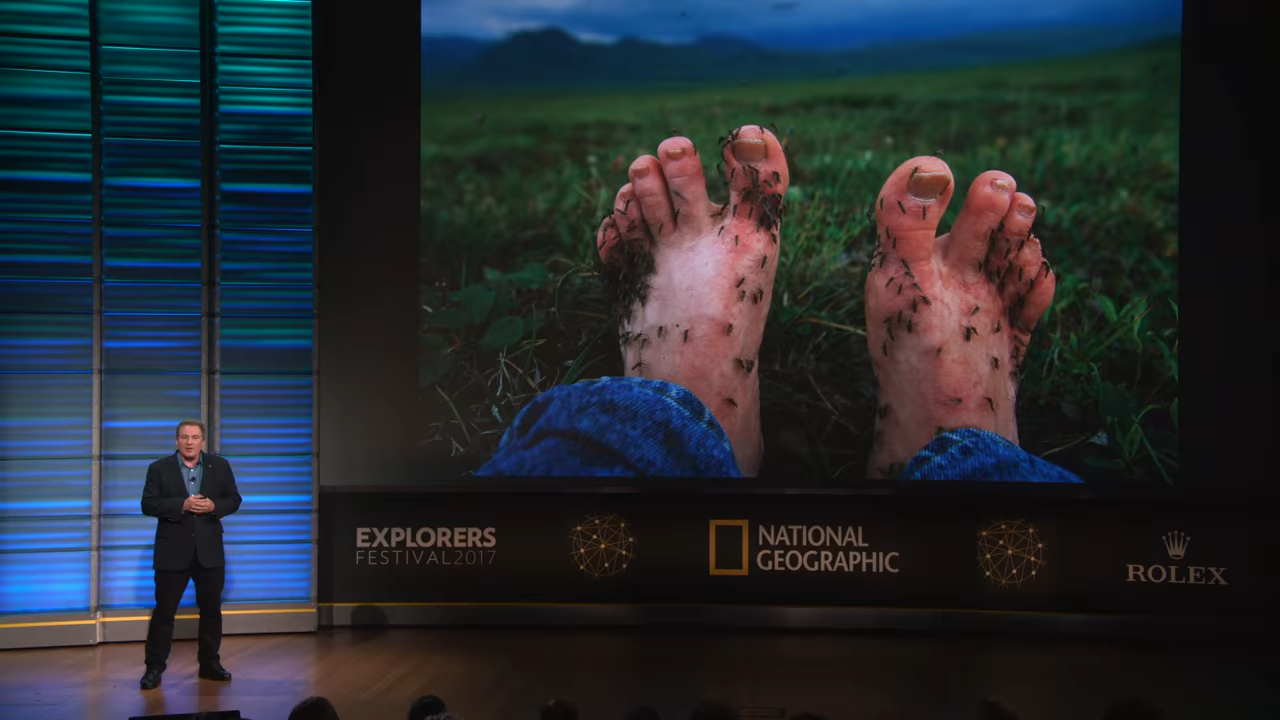 EXPLORERS
FESTIVAL2017
NATIONAL
GEOGRAPHIC
ROLEX